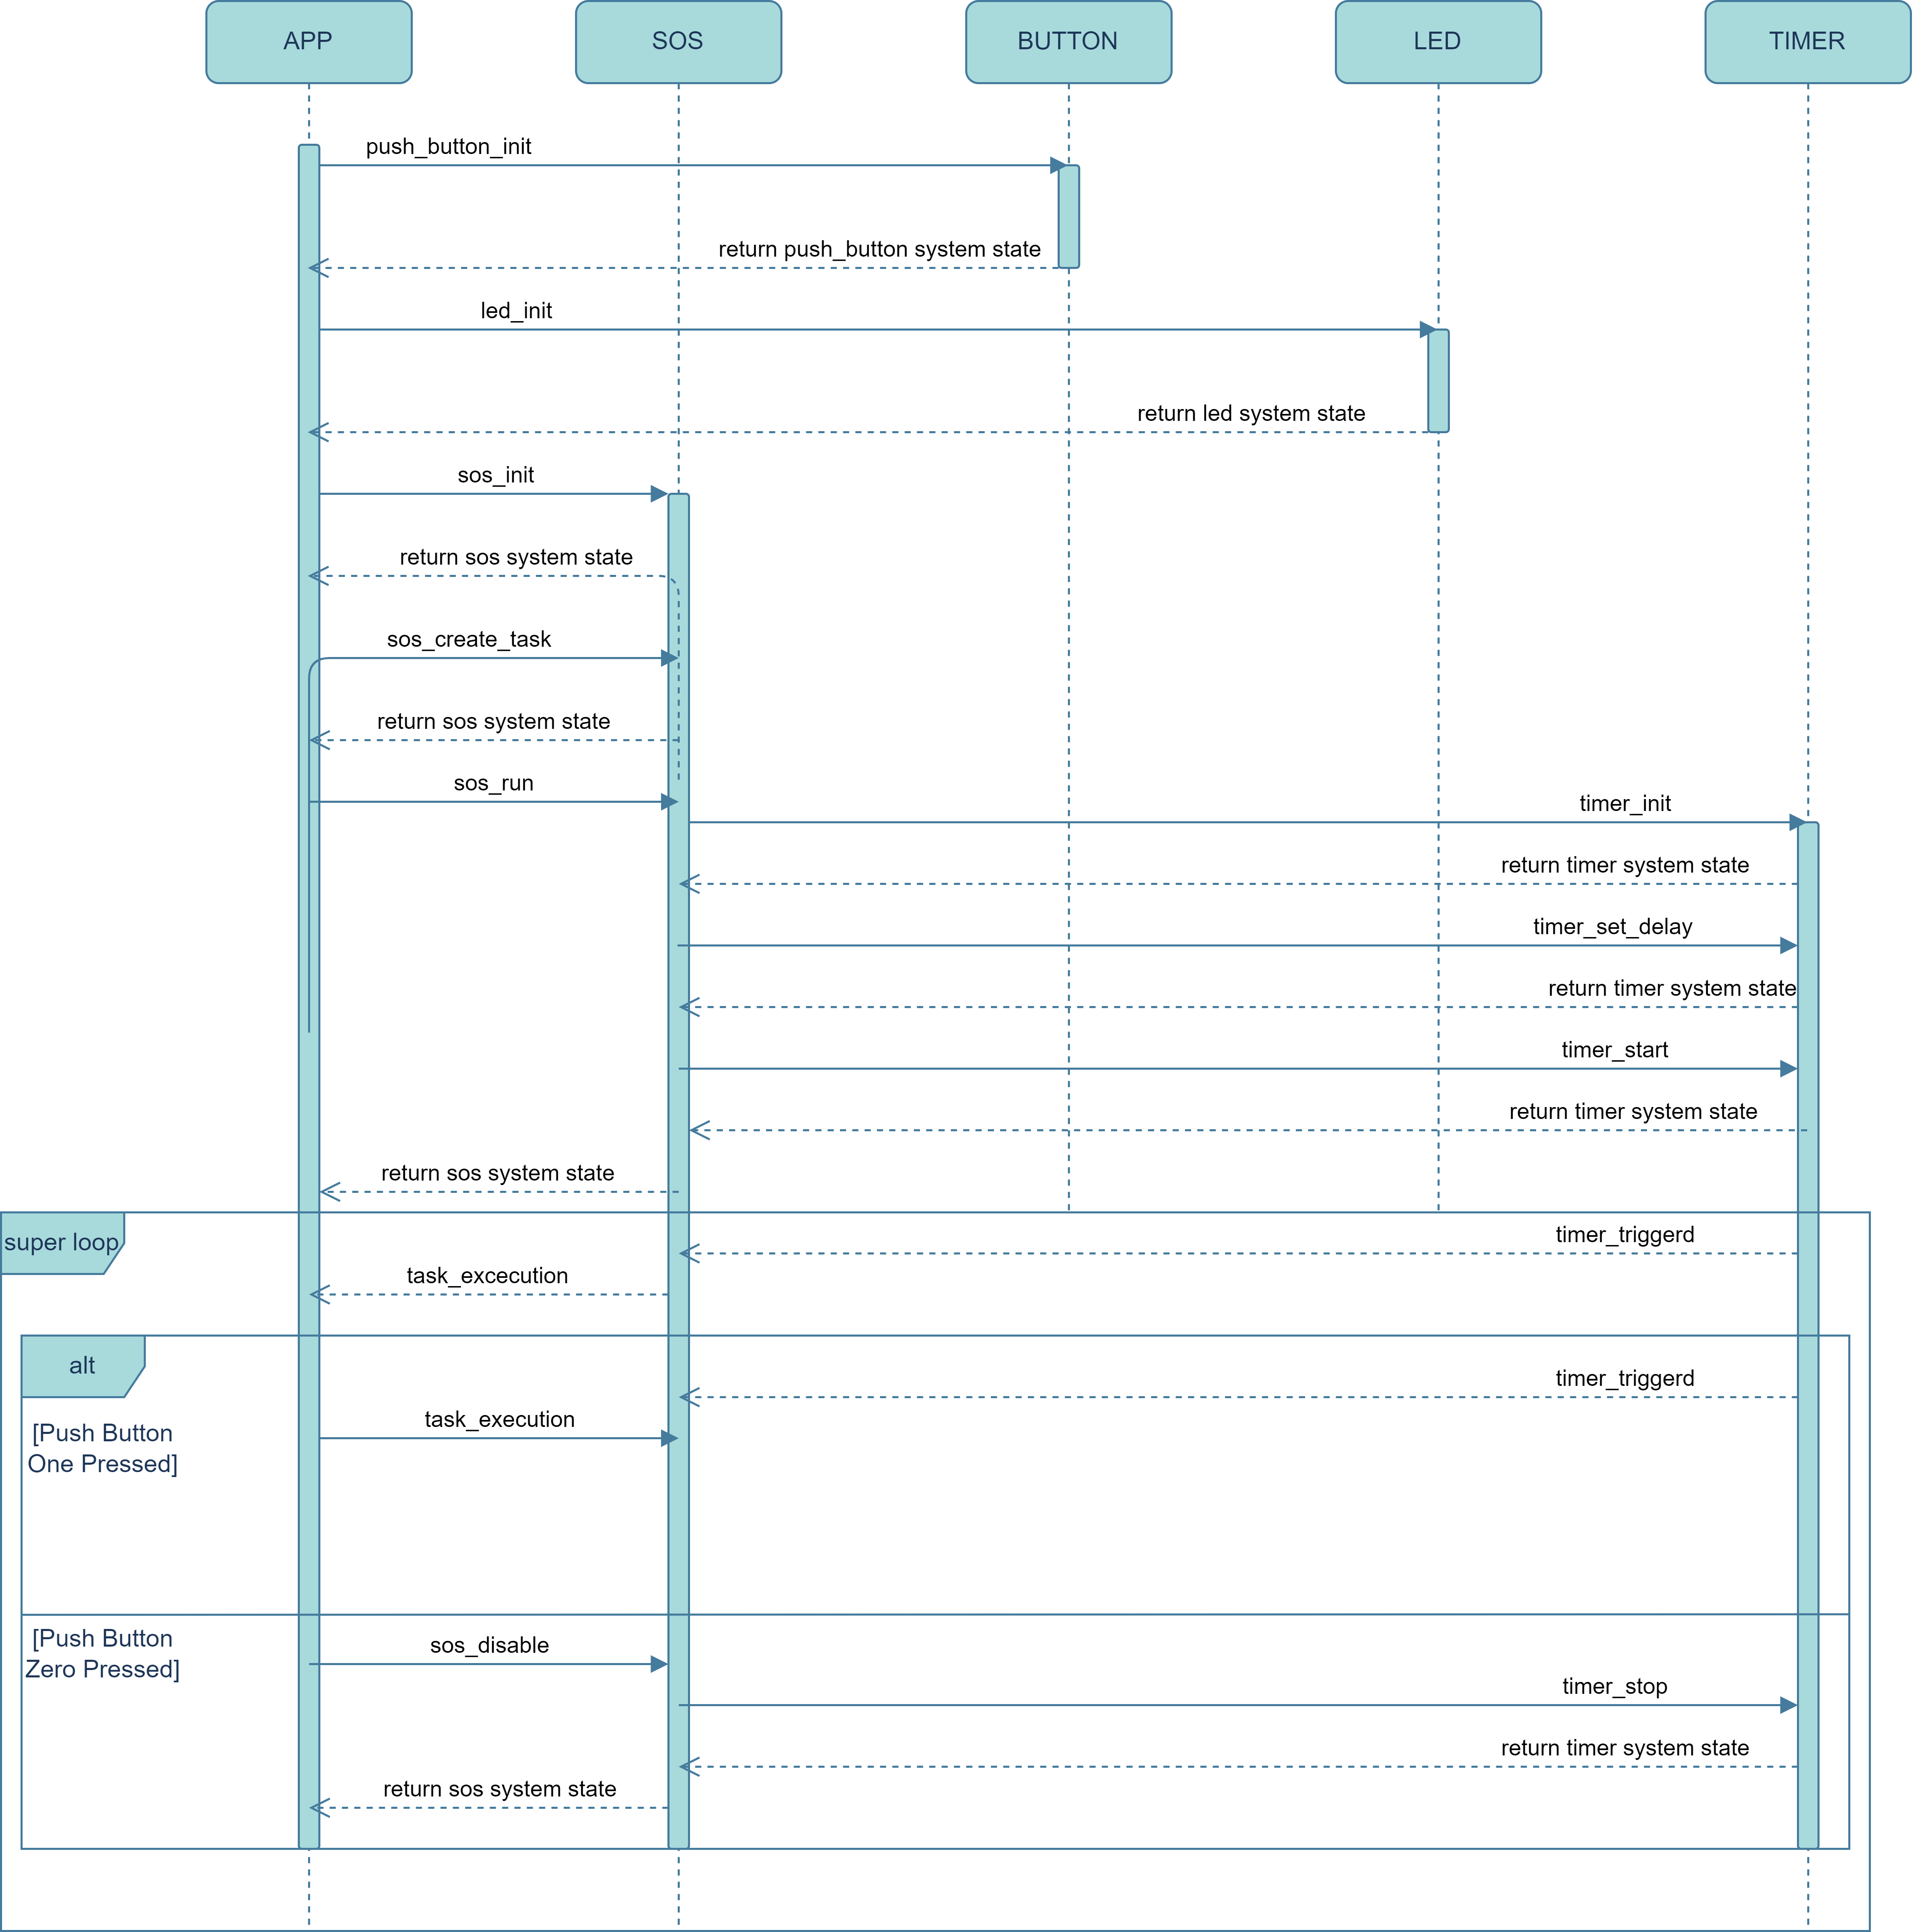 APP
SOS
BUTTON
LED
TIMER
push_button_init
return push_button system state
led_init
return led system state
sos_init
return sos system state
sos_create_task
return sos system state
sos_run
timer_init
return timer system state
timer_set_delay
return timer system state
timer_start
return timer system state
return sos system state
super loop
timer_triggerd
task_excecution
alt
timer_triggerd
task_execution
[Push Button
One Pressed]
[Push Button
Zero Pressed]
sos_disable
timer_stop
return timer system state
return sos system state